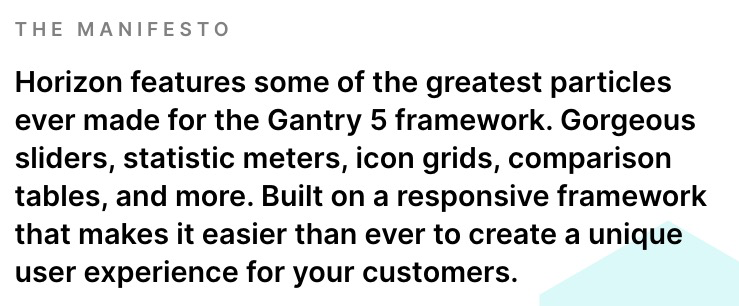 THE MANIFESTO
Horizon features some of the greatest particles
ever made for the Gantry 5 framework. Gorgeous
sliders, statistic meters, icon grids, comparison
tables, and more. Built on a responsive framework
that makes it easier than ever to create a unique
user experience for your customers.